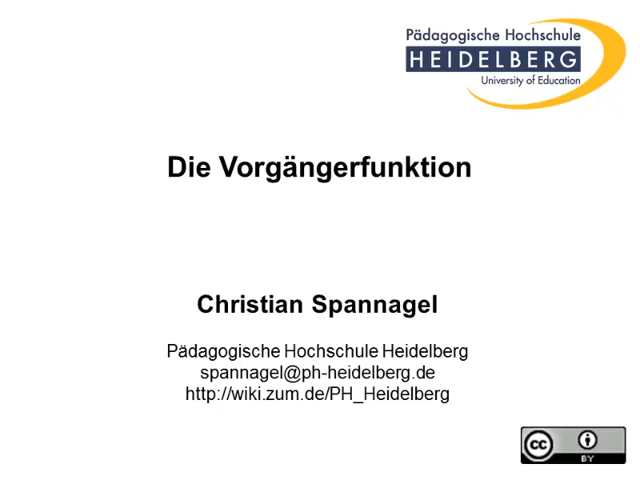 Pädagogische Hochschule
HEIDELBERG
University of Education
Die Vorgängerfunktion
Christian Spannagel
Pädagogische Hochschule Heidelberg
spannagel@ph-heidelberg.de
http://wiki.zum.de/PH_Heidelberg
cc
BY